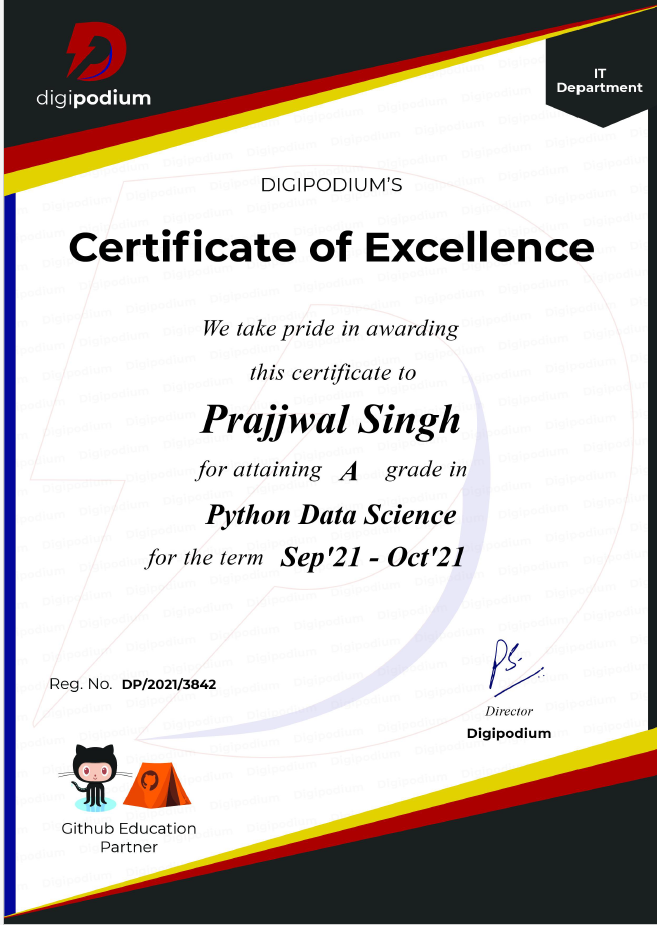 digipodium
IT
Department
DIGIPODIUM'S
Certificate of Excellence
We take pride in awarding
this certificate to
Prajjwal Singh
for attaining A grade in
Python Data Science
for the term Sep'21 - Oct'21
Reg. No. DP/2021/3842
Director
Digipodium
Github Education
Partner